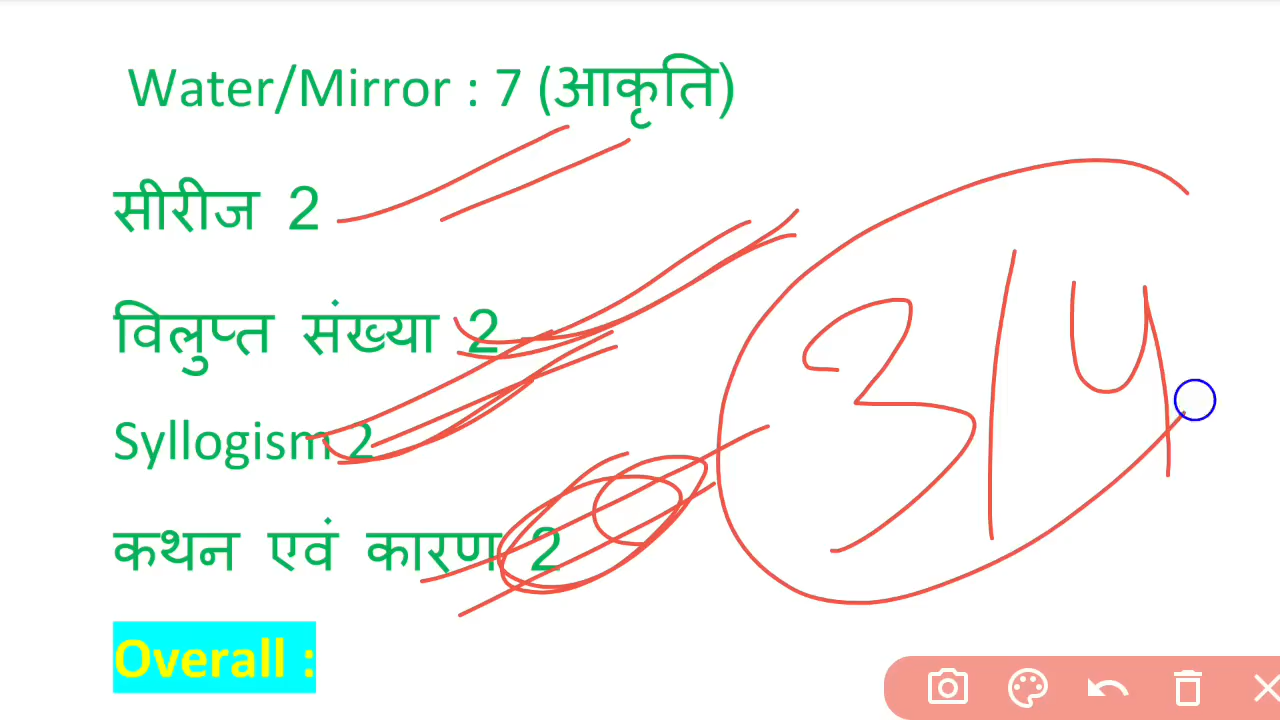 Water/Mirror : 7 (आकृति)
सीरीज 2
विलुप्त संख्या 2
Syllogism 2
कथन एवं कारण 2
3/4
Overall :